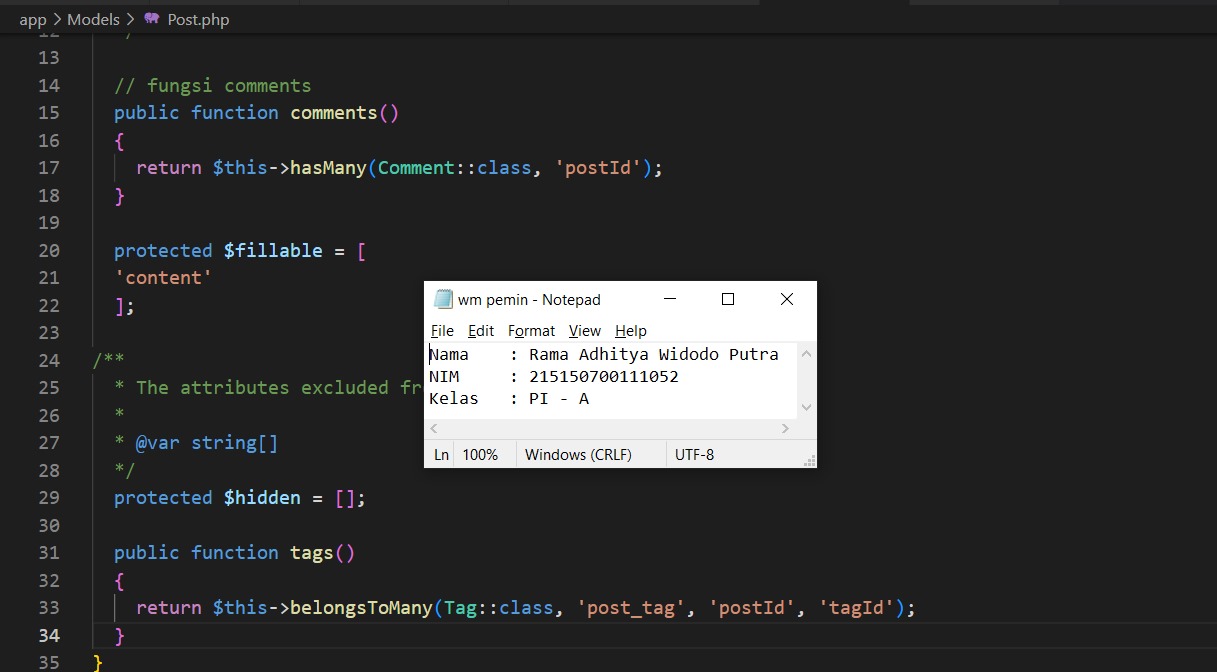 app > Models > Post.php
13
14 // fungsi comments
15 public function comments()
16 {
17 return $this->hasMany(Comment::class, 'postId');
18 }
19
20 protected $fillable = [
21 'content'
22 ];
23
24 /**
25 * The attributes excluded
26 *
27 * @var string[]
28 */
29 protected $hidden = [];
30
31 public function tags()
32 {
33 return $this->belongsToMany(Tag::class, 'post_tag', 'postId', 'tagId');
34 }
35 }
wm pemin - Notepad
File Edit Format View Help
Nama : Rama Adhitya Widodo Putra
NIM : 215150700111052
Kelas : PI - A
Ln 100% Windows (CRLF) UTF-8